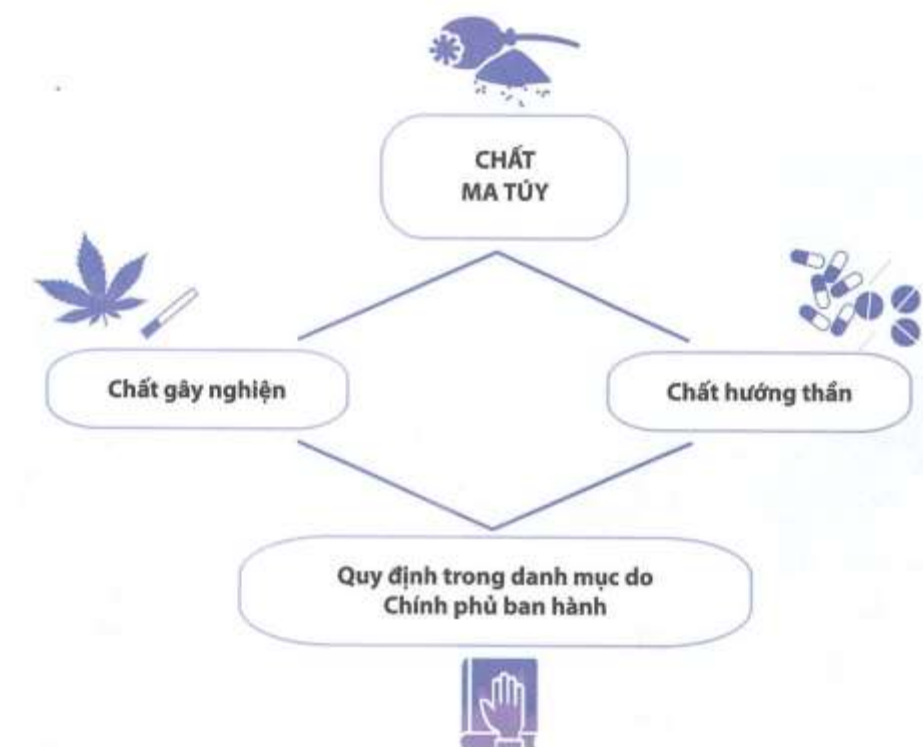 CHẤT
MA TÚY
Chất gây nghiện
Chất hướng thần
Quy định trong danh mục do
Chính phủ ban hành